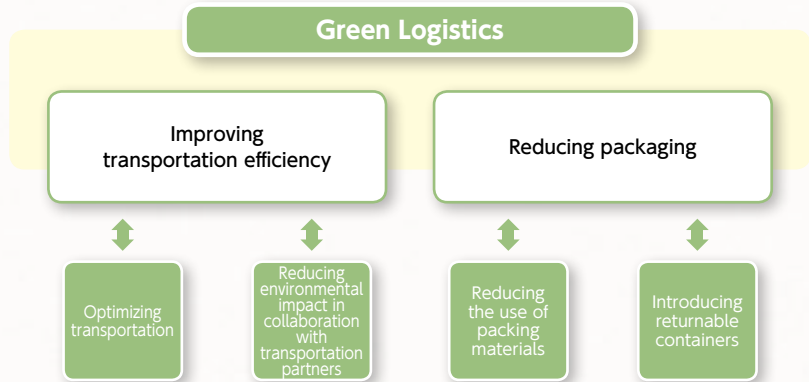 Green Logistics
Improving
transportation efficiency
Reducing packaging
Optimizing
transportation
Reducing
environmental
impact in
collaboration
with
transportation
partners
Reducing
the use of
packing
materials
Introducing
returnable
containers